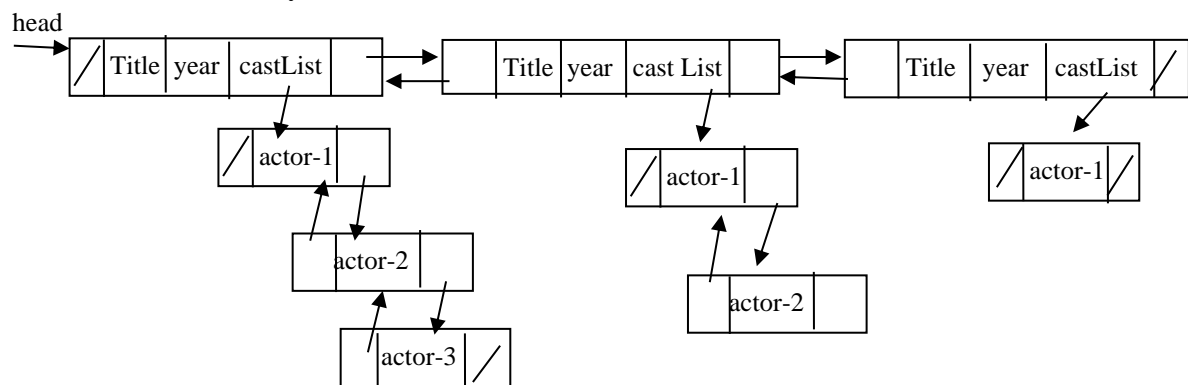 head
Title year castList Title year cast List Title year castList
actor-1 actor-1 actor-1
actor-2 actor-2
actor-3